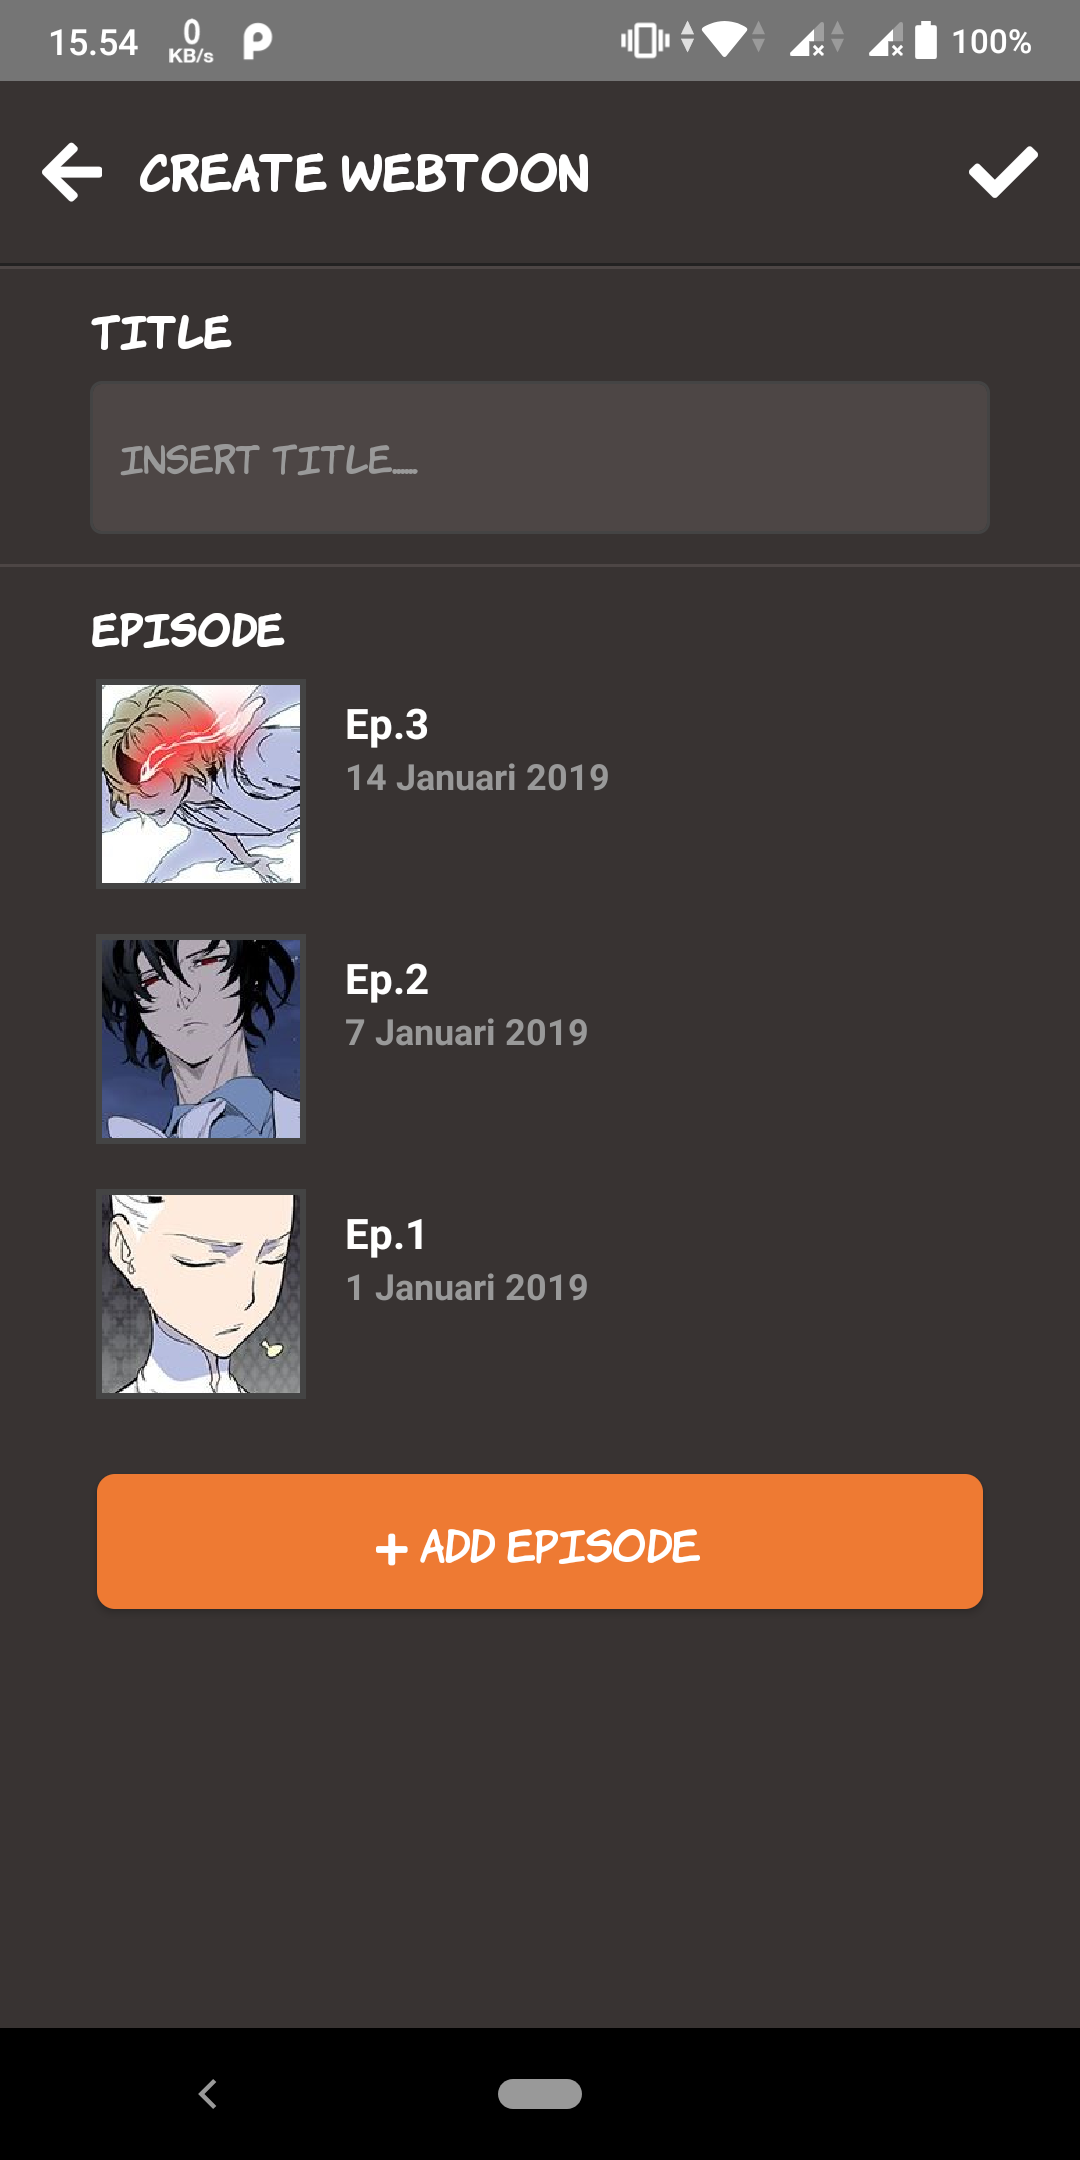 15.54
0
KB/s
100%
CREATE WEBTOON
TITLE
INSERT TITLE.....
EPISODE
Ep.3
14 Januari 2019
Ep.2
7 Januari 2019
Ep.1
1 Januari 2019
+ ADD EPISODE